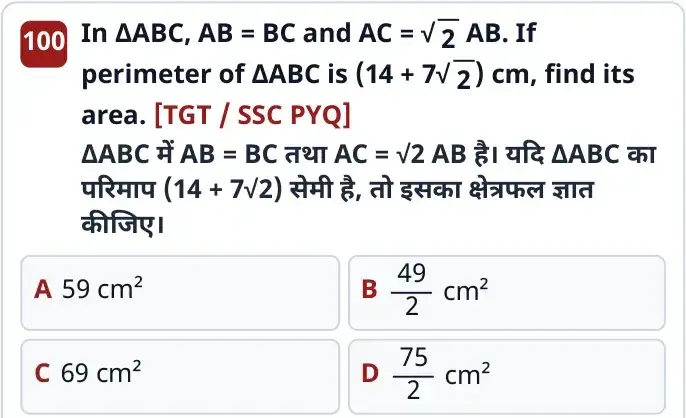 100 In ΔABC, AB = BC and AC = √2 AB. If
perimeter of ΔABC is (14 + 7√2) cm, find its
area. [TGT / SSC PYQ]
ΔABC में AB = BC तथा AC = √2 AB है। यदि ΔABC का
परिमाप (14 + 7√2) सेमी है, तो इसका क्षेत्रफल ज्ञात
कीजिए।
A 59 cm²
B 49/2 cm²
C 69 cm²
D 75/2 cm²